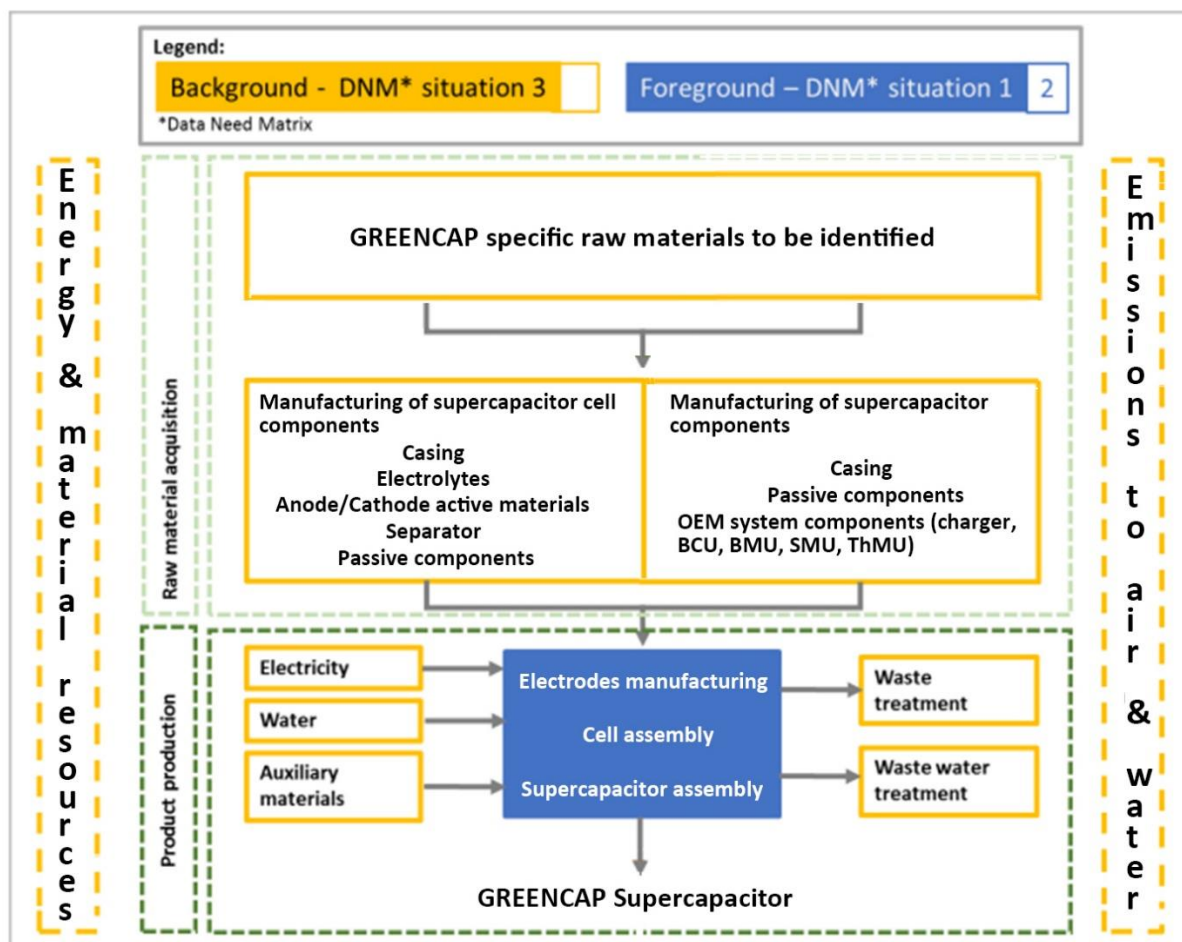 Legend:
Background - DNM* situation 3
Foreground – DNM* situation 1 2
*Data Need Matrix
Energy & material resources
Emissions to air & water
Raw material acquisition
GREENCAP specific raw materials to be identified
Manufacturing of supercapacitor cell
components
Casing
Electrolytes
Anode/Cathode active materials
Separator
Passive components
Manufacturing of supercapacitor
components
Casing
Passive components
OEM system components (charger,
BCU, BMU, SMU, ThMU)
Product production
Electricity
Water
Auxiliary
materials
Electrodes manufacturing
Cell assembly
Supercapacitor assembly
Waste
treatment
Waste water
treatment
GREENCAP Supercapacitor